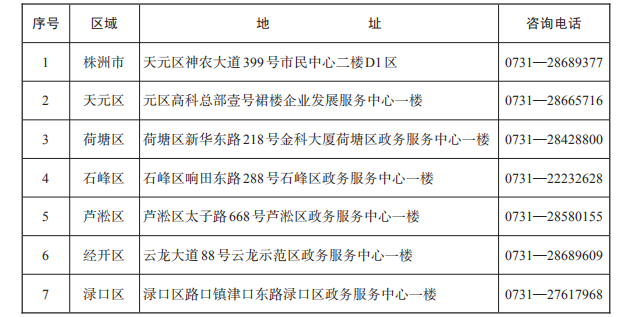 序号 区域 地 址 咨询电话
1 株洲市 天元区神农大道399号市民中心二楼D1区 0731—28689377
2 天元区 元区高科总部壹号裙楼企业发展服务中心一楼 0731—28665716
3 荷塘区 荷塘区新华东路218号金科大厦荷塘区政务服务中心一楼 0731—28428800
4 石峰区 石峰区响田东路288号石峰区政务服务中心一楼 0731—22232628
5 芦淞区 芦淞区太子路668号芦淞区政务服务中心一楼 0731—28580155
6 经开区 云龙大道88号云龙示范区政务服务中心一楼 0731—28689609
7 渌口区 渌口区路口镇津口东路渌口区政务服务中心一楼 0731—27617968